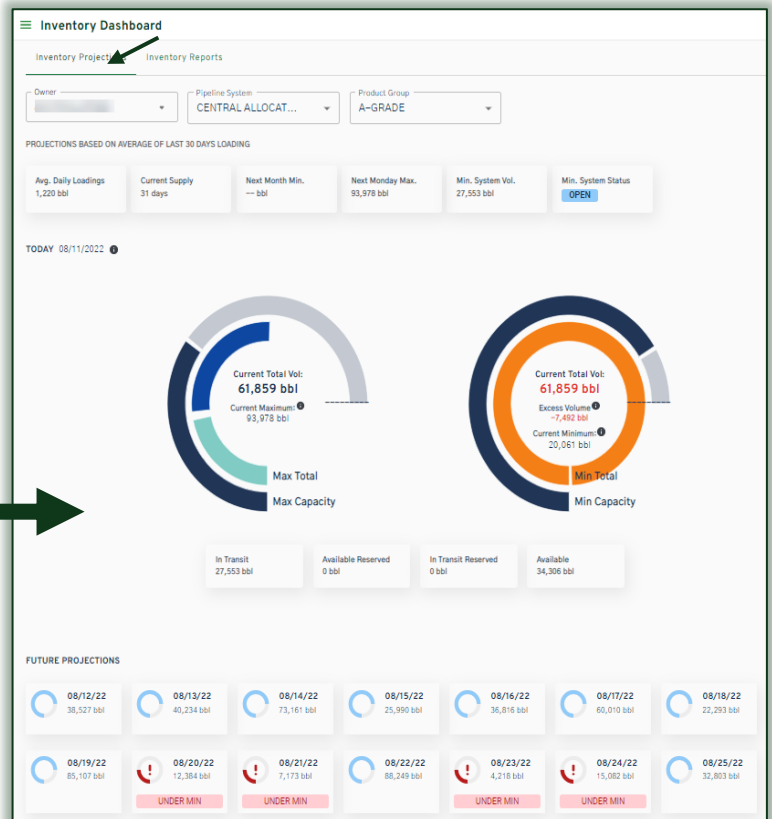 Inventory Dashboard
Inventory Projections Inventory Reports
Owner Pipeline System Product Group
CENTRAL ALLOCAT... A-GRADE
PROJECTIONS BASED ON AVERAGE OF LAST 30 DAYS LOADING
Avg. Daily Loadings Current Supply Next Month Min. Next Monday Max. Min. System Vol. Min. System Status
1,220 bbl 31 days -- bbl 93,978 bbl 27,553 bbl OPEN
TODAY 08/11/2022
Current Total Vol:
61,859 bbl
Current Maximum:
93,978 bbl
Max Total
Max Capacity
Current Total Vol:
61,859 bbl
Excess Volume
-7,492 bbl
Current Minimum:
20,061 bbl
Min Total
Min Capacity
In Transit Available Reserved In Transit Reserved Available
27,553 bbl 0 bbl 0 bbl 34,306 bbl
FUTURE PROJECTIONS
08/12/22 08/13/22 08/14/22 08/15/22 08/16/22 08/17/22 08/18/22
38,527 bbl 40,234 bbl 73,161 bbl 25,990 bbl 36,816 bbl 60,010 bbl 22,293 bbl
08/19/22 08/20/22 08/21/22 08/22/22 08/23/22 08/24/22 08/25/22
85,107 bbl 12,384 bbl 7,173 bbl 88,249 bbl 4,218 bbl 15,082 bbl 32,803 bbl
UNDER MIN UNDER MIN UNDER MIN UNDER MIN